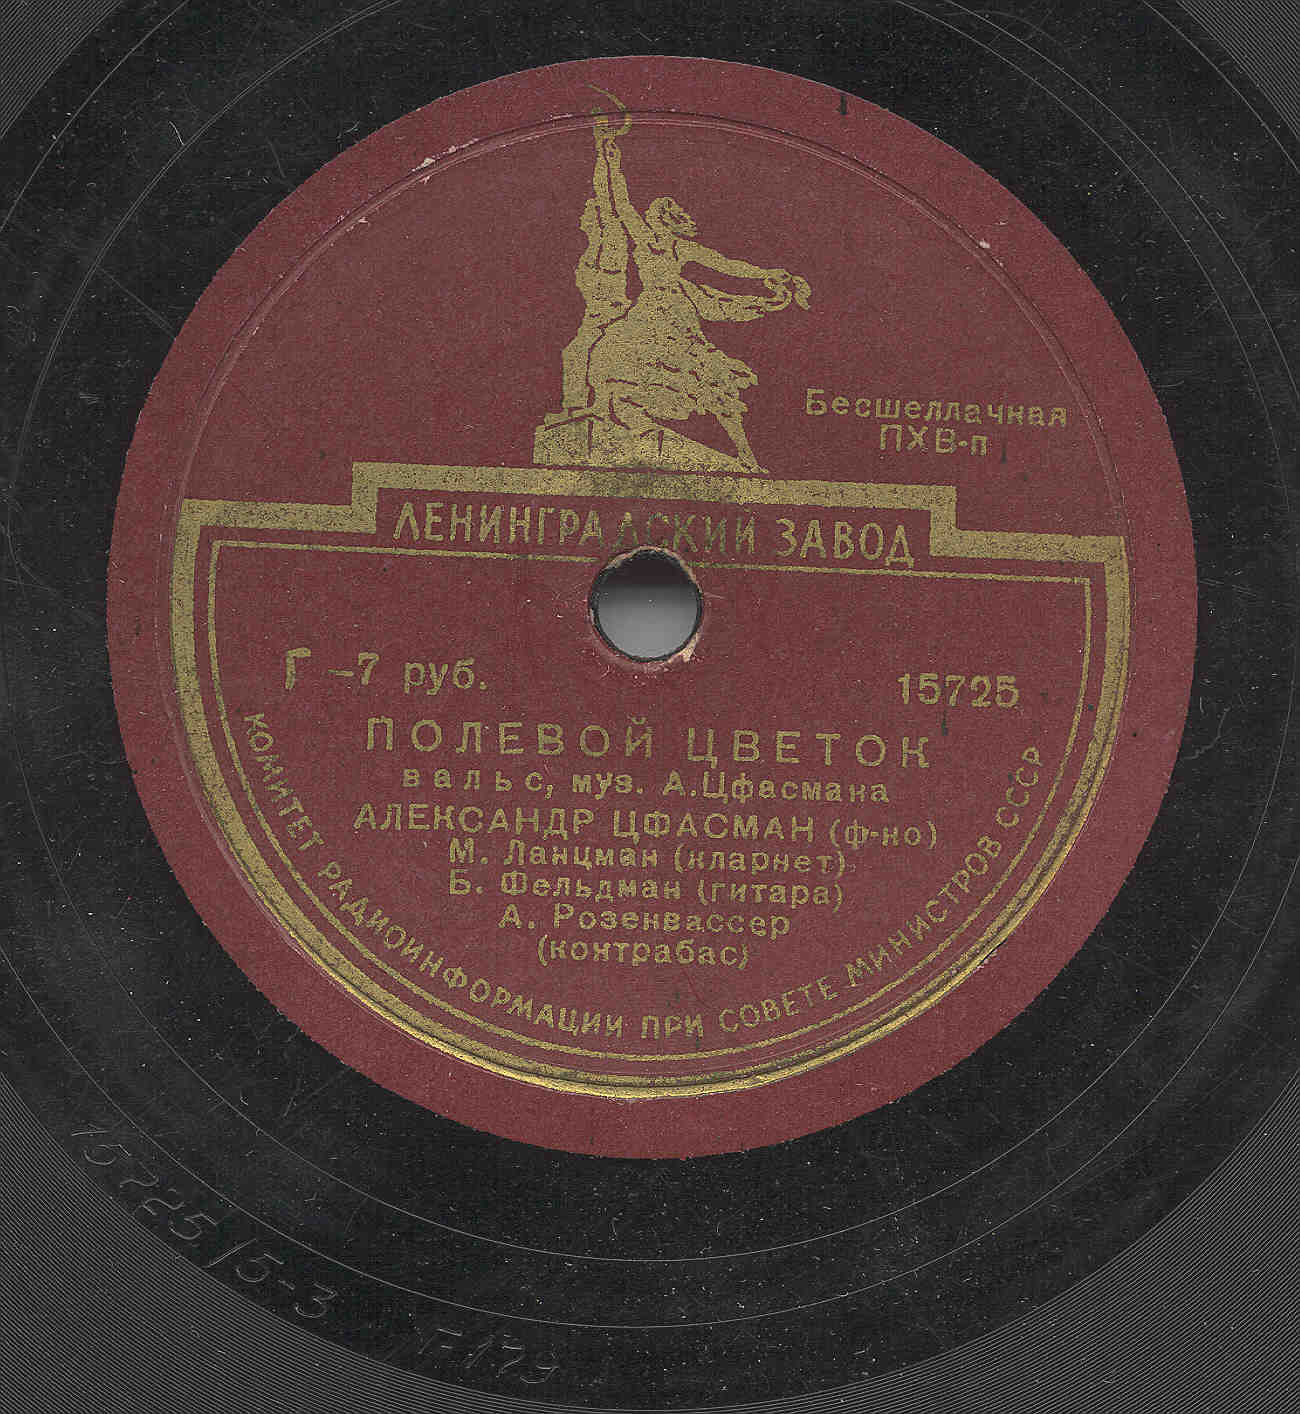 Бесшеллачная
ПХВ-п
ЛЕНИНГРАДСКИЙ ЗАВОД
Г -7 руб.
15725
ПОЛЕВОЙ ЦВЕТОК
вальс, муз. А.Цфасмана
АЛЕКСАНДР ЦФАСМАН (ф-но)
М. Ланцман (кларнет)
Б. Фельдман (гитара)
А. Розенвассер
(контрабас)
КОМИТЕТ РАДИОИНФОРМАЦИИ ПРИ СОВЕТЕ МИНИСТРОВ СССР
15725/5-3 Г-179